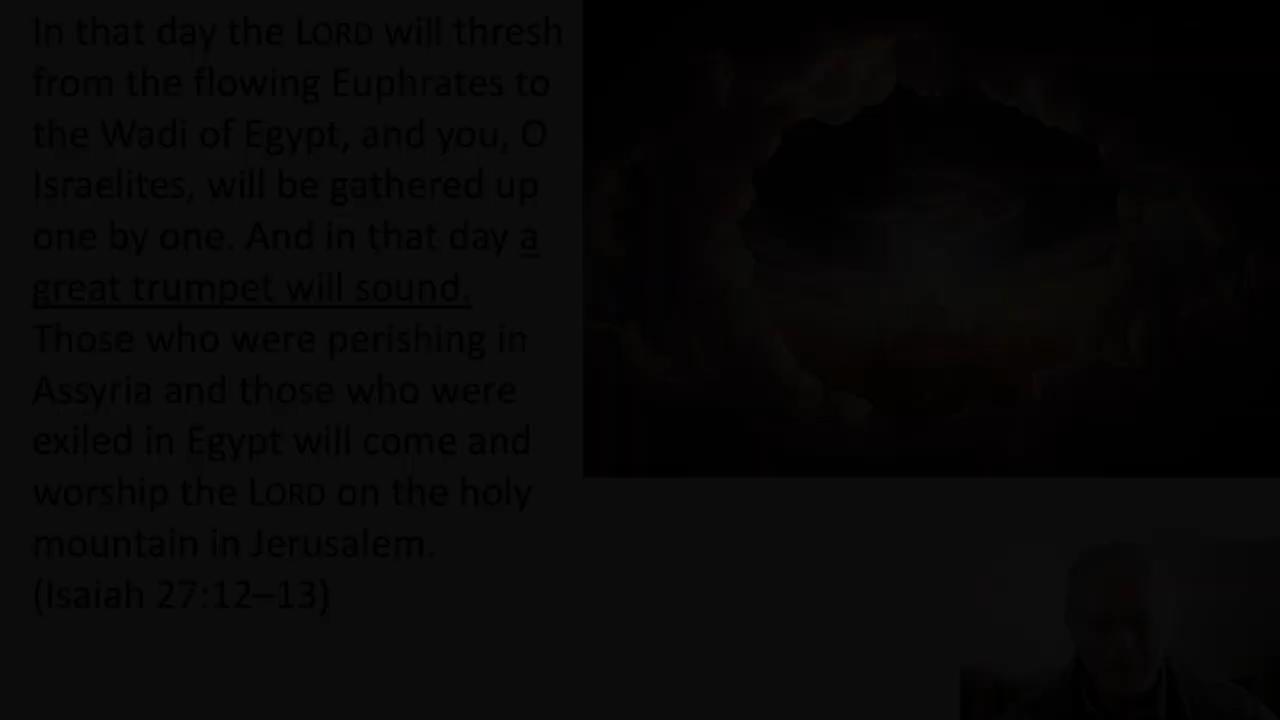 In that day the LORD will thresh
from the flowing Euphrates to
the Wadi of Egypt, and you, O
Israelites, will be gathered up
one by one. And in that day a
great trumpet will sound.
Those who were perishing in
Assyria and those who were
exiled in Egypt will come and
worship the LORD on the holy
mountain in Jerusalem.
(Isaiah 27:12–13)